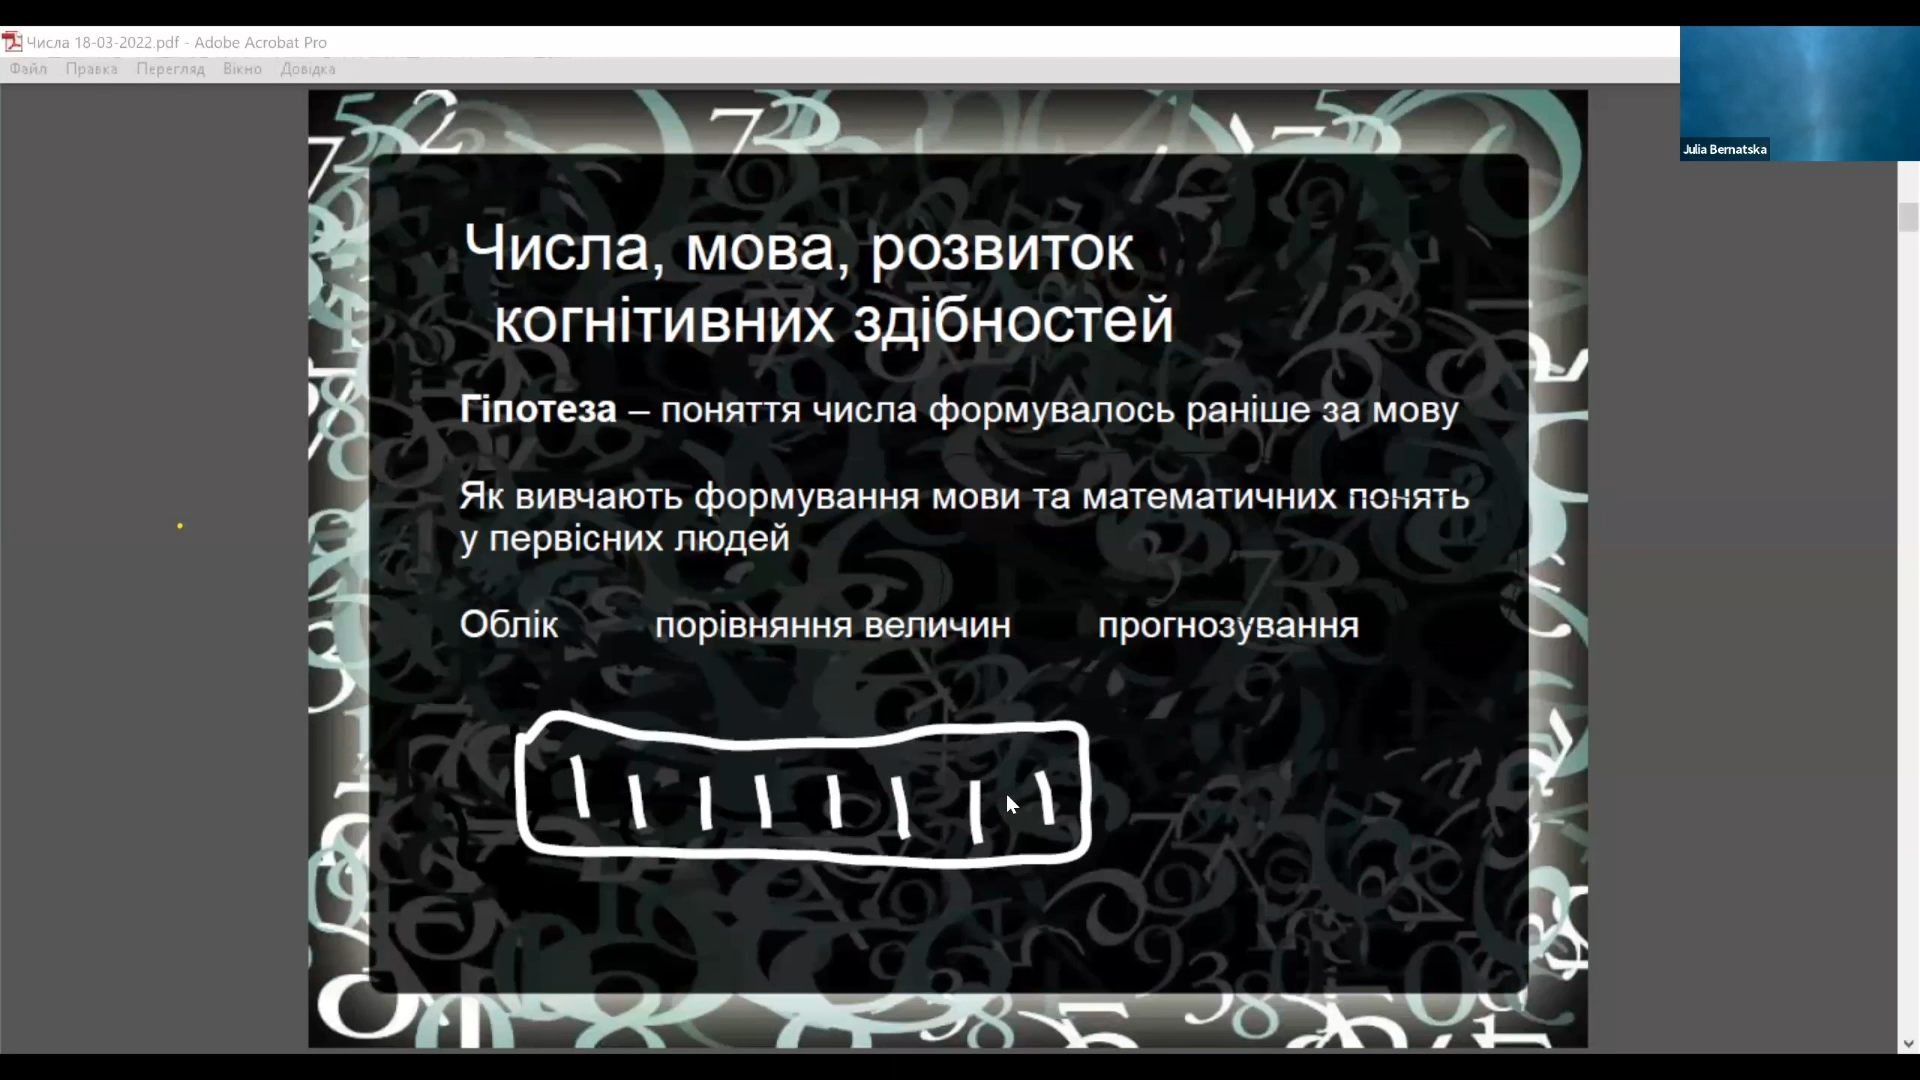 Числа 18-03-2022.pdf - Adobe Acrobat Pro
Файл Правка Перегляд Вікно Довідка
Julia Bernatska
Числа, мова, розвиток
когнітивних здібностей
Гіпотеза – поняття числа формувалось раніше за мову
Як вивчають формування мови та математичних понять
у первісних людей
Облік порівняння величин прогнозування